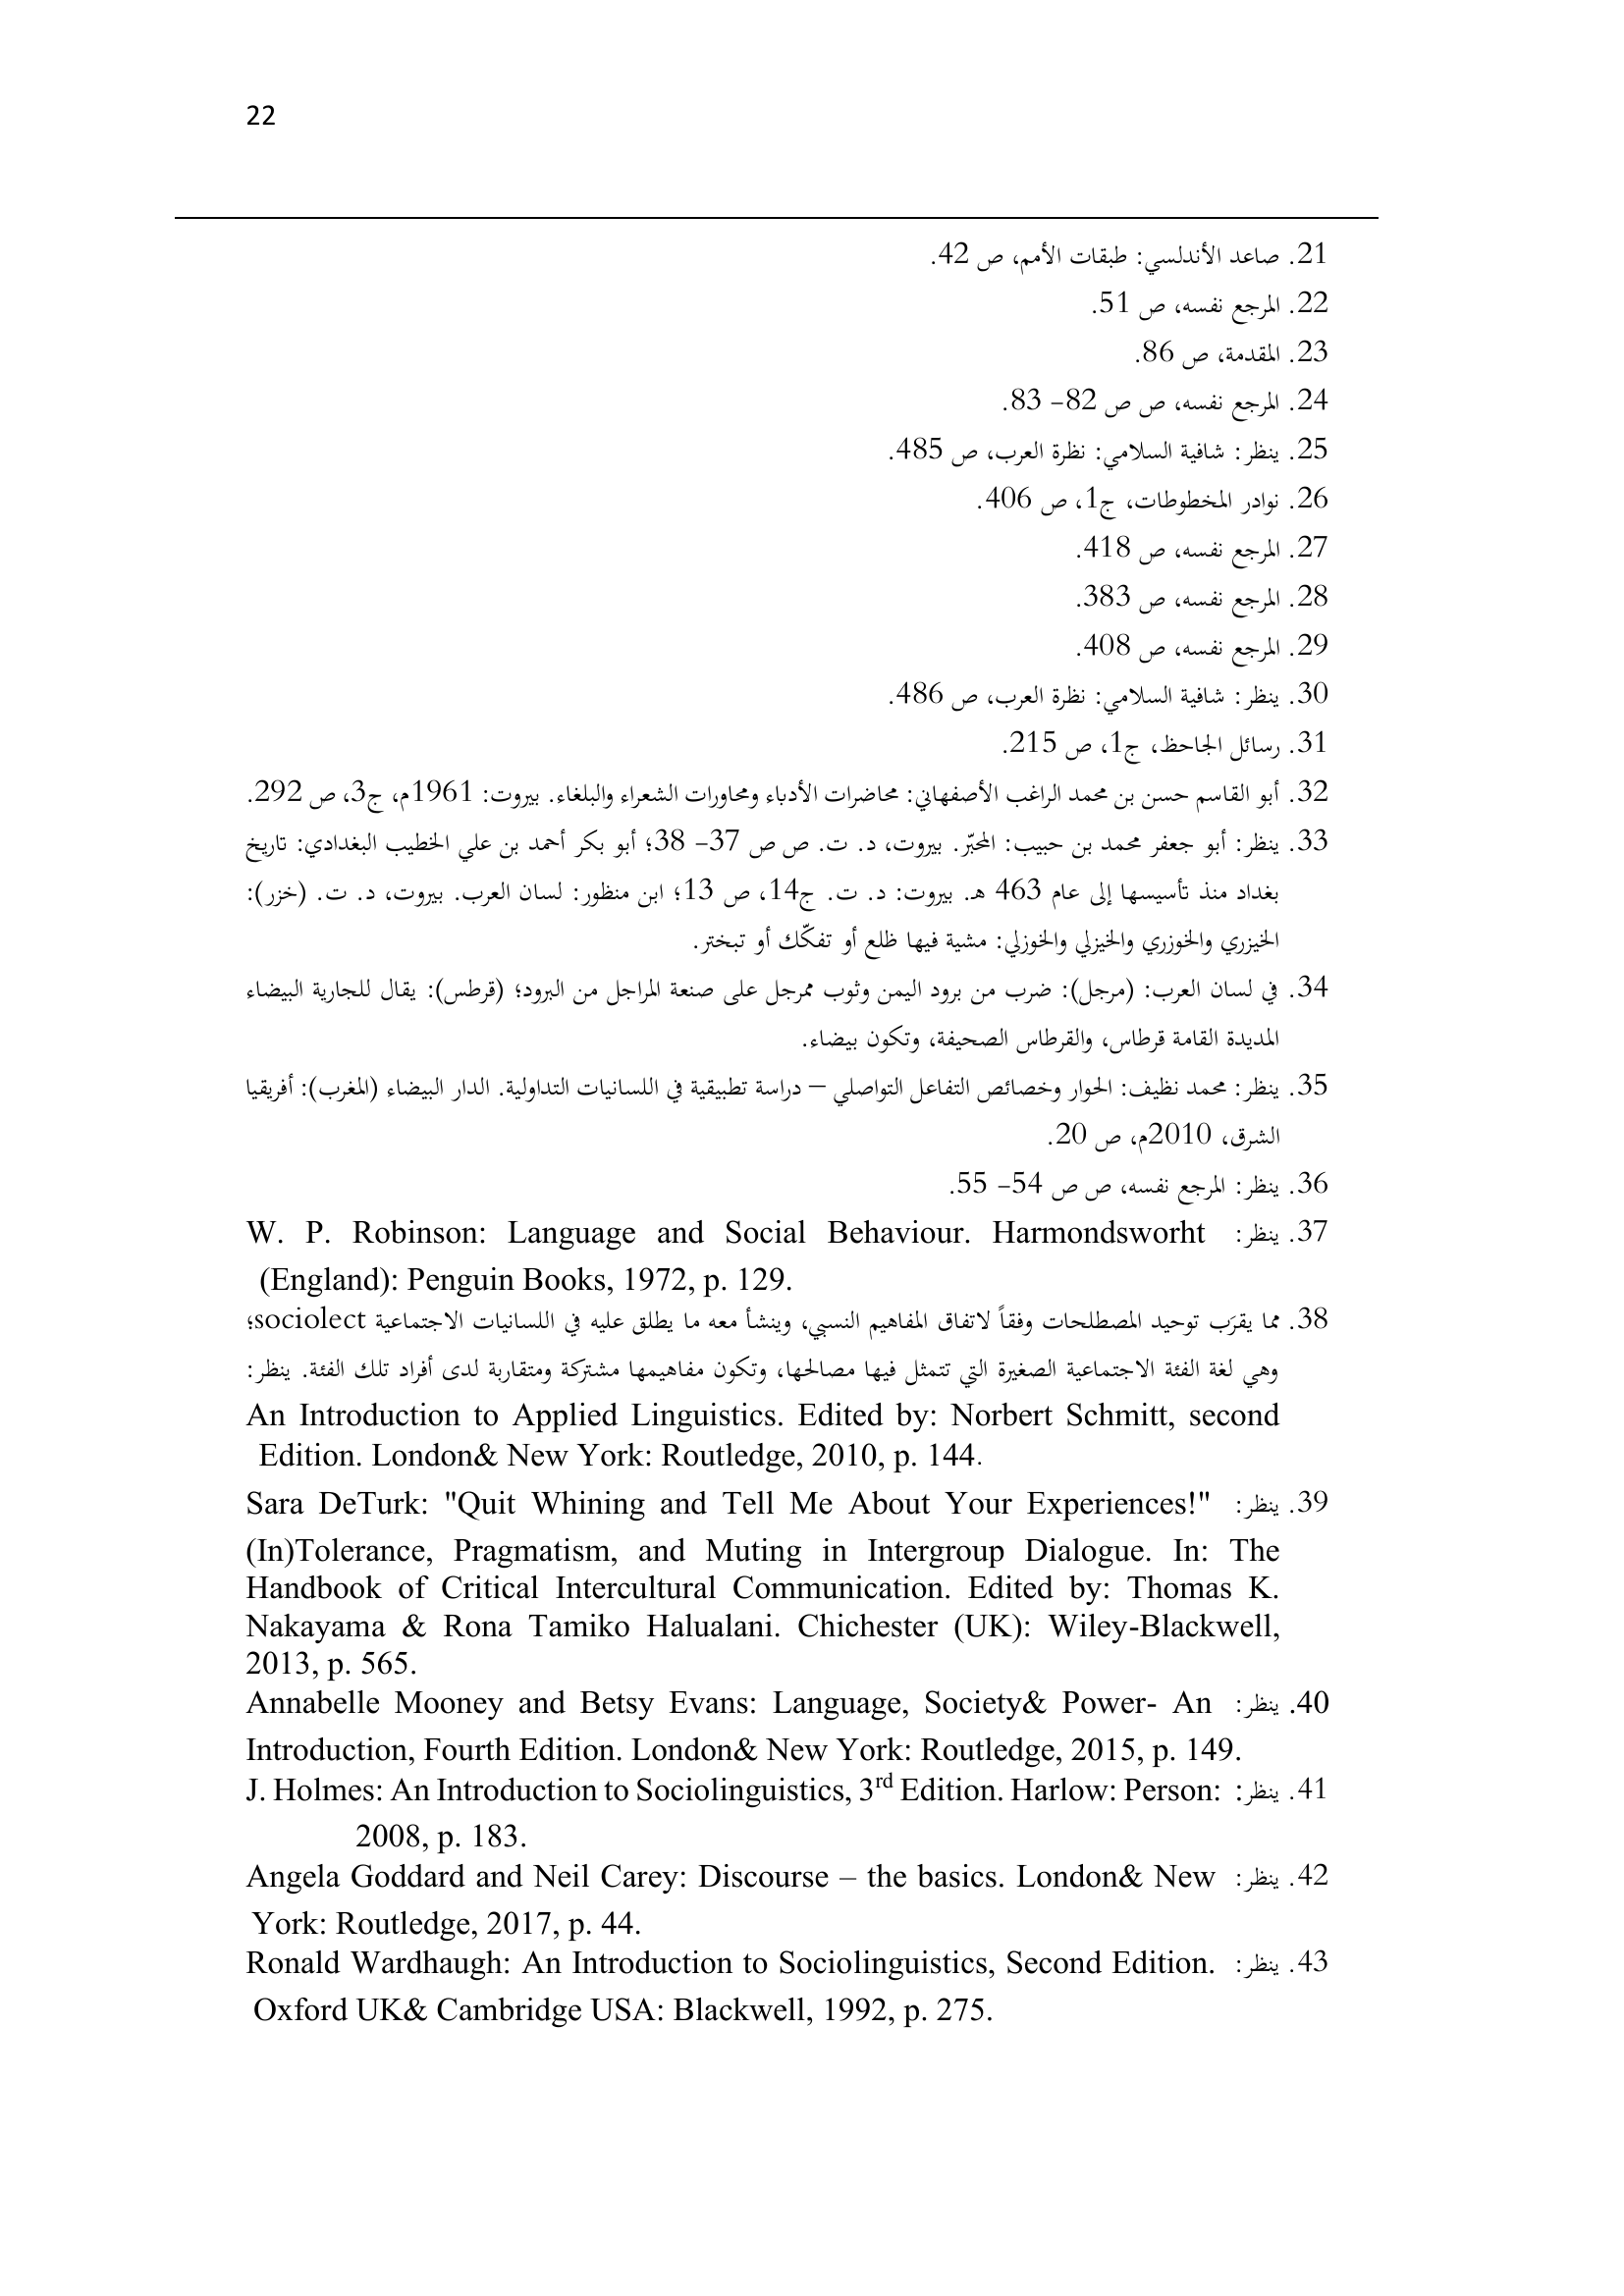 22
21. صاعد الأندلسي: طبقات الأمم، ص 42.
22. المرجع نفسه، ص 51.
23. المقدمة، ص 86.
24. المرجع نفسه، ص ص 82- 83.
25. ينظر: شافية السلامي: نظرة العرب، ص 485.
26. نوادر المخطوطات، ج1، ص 406.
27. المرجع نفسه، ص 418.
28. المرجع نفسه، ص 383.
29. المرجع نفسه، ص 408.
30. ينظر: شافية السلامي: نظرة العرب، ص 486.
31. رسائل الجاحظ، ج1، ص 215.
32. أبو القاسم حسن بن محمد الراغب الأصفهاني: محاضرات الأدباء ومحاورات الشعراء والبلغاء. بيروت: 1961م، ج3، ص 292.
33. ينظر: أبو جعفر محمد بن حبيب: المحبّر. بيروت، د. ت. ص ص 37- 38؛ أبو بكر أحمد بن علي الخطيب البغدادي: تاريخ
بغداد منذ تأسيسها إلى عام 463 هـ. بيروت: د. ت. ج14، ص 13؛ ابن منظور: لسان العرب. بيروت، د. ت. (خزر):
الخيزري والخوزري والخيزلي والخوزلي: مشية فيها ظلع أو تفكّك أو تبختر.
34. في لسان العرب: (مرجل): ضرب من برود اليمن وثوب ممرجل على صنعة المراجل من البرود؛ (قرطس): يقال للجارية البيضاء
المديدة القامة قرطاس، والقرطاس الصحيفة، وتكون بيضاء.
35. ينظر: محمد نظيف: الحوار وخصائص التفاعل التواصلي – دراسة تطبيقية في اللسانيات التداولية. الدار البيضاء (المغرب): أفريقيا
الشرق، 2010م، ص 20.
36. ينظر: المرجع نفسه، ص ص 54- 55.
37. ينظر: W. P. Robinson: Language and Social Behaviour. Harmondsworht
(England): Penguin Books, 1972, p. 129.
38. مما يقرَب توحيد المصطلحات وفقاً لاتفاق المفاهيم النسبي، وينشأ معه ما يطلق عليه في اللسانيات الاجتماعية sociolect؛
وهي لغة الفئة الاجتماعية الصغيرة التي تتمثل فيها مصالحها، وتكون مفاهيمها مشتركة ومتقاربة لدى أفراد تلك الفئة. ينظر:
An Introduction to Applied Linguistics. Edited by: Norbert Schmitt, second
Edition. London& New York: Routledge, 2010, p. 144.
39. ينظر: Sara DeTurk: "Quit Whining and Tell Me About Your Experiences!"
(In)Tolerance, Pragmatism, and Muting in Intergroup Dialogue. In: The
Handbook of Critical Intercultural Communication. Edited by: Thomas K.
Nakayama & Rona Tamiko Halualani. Chichester (UK): Wiley-Blackwell,
2013, p. 565.
40. ينظر: Annabelle Mooney and Betsy Evans: Language, Society& Power- An
Introduction, Fourth Edition. London& New York: Routledge, 2015, p. 149.
41. ينظر: J. Holmes: An Introduction to Sociolinguistics, 3rd Edition. Harlow: Person:
2008, p. 183.
42. ينظر: Angela Goddard and Neil Carey: Discourse – the basics. London& New
York: Routledge, 2017, p. 44.
43. ينظر: Ronald Wardhaugh: An Introduction to Sociolinguistics, Second Edition.
Oxford UK& Cambridge USA: Blackwell, 1992, p. 275.